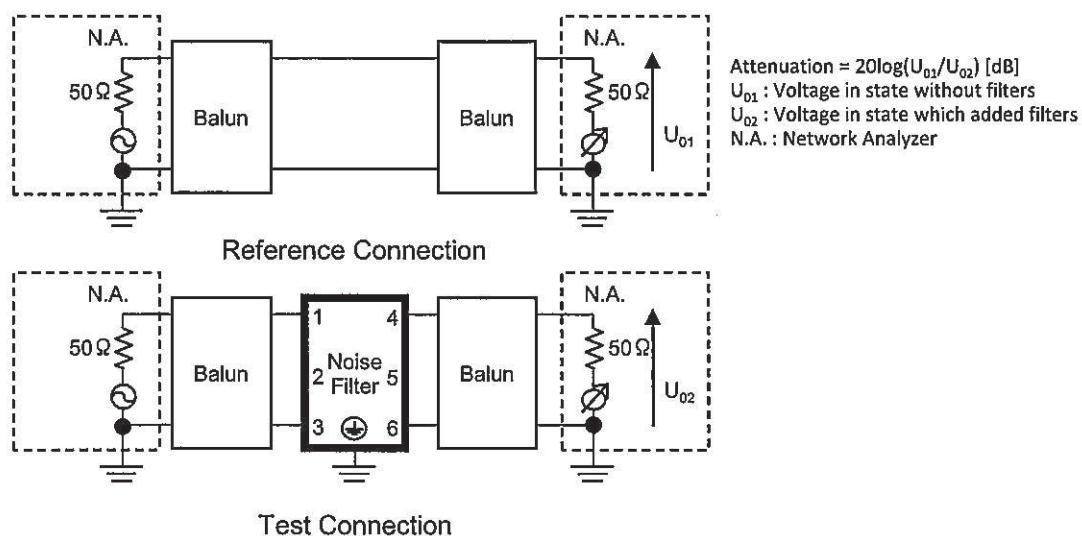 N.A.
N.A.
50Ω
Balun
Balun
50Ω
U01
Attenuation = 20log(U01/U02) [dB]
U01 : Voltage in state without filters
U02 : Voltage in state which added filters
N.A. : Network Analyzer
Reference Connection
N.A.
N.A.
1 4
50Ω
Balun
2 Noise Filter 5
Balun
50Ω
U02
3 6
Test Connection